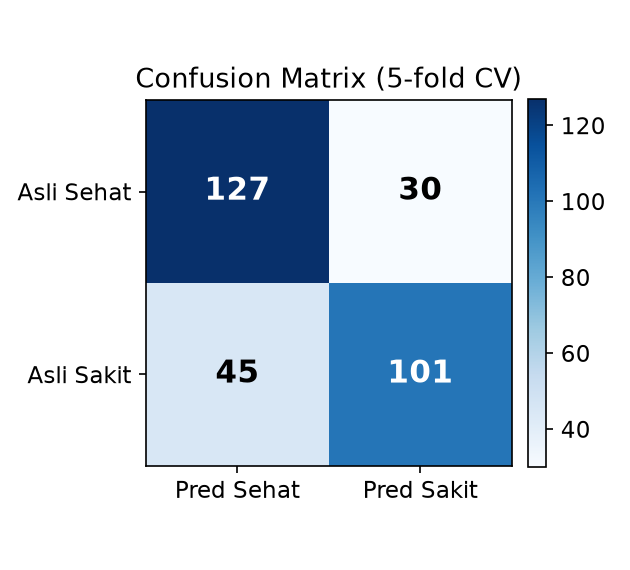 Confusion Matrix (5-fold CV)
Asli Sehat
127
30
Asli Sakit
45
101
Pred Sehat
Pred Sakit
120
100
80
60
40